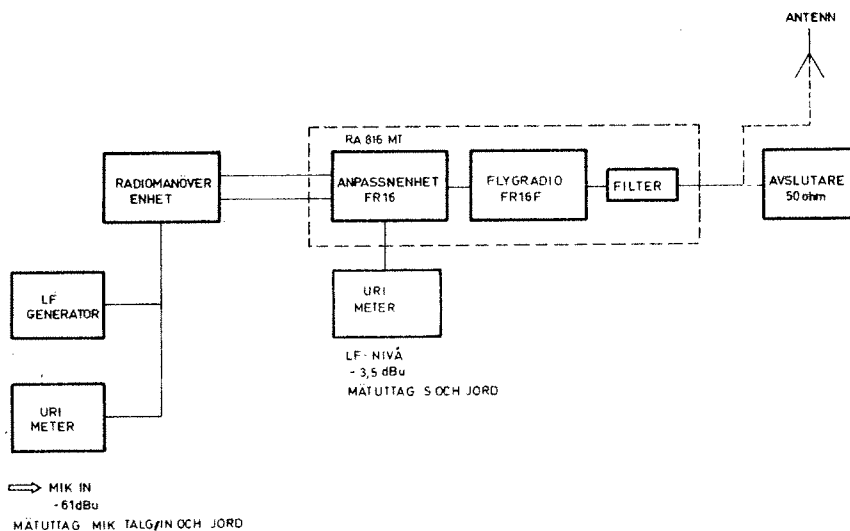 ANTENN
RA 816 MT
RADIOMANÖVER
ENHET
ANPASSNENHET
FR16
FLYGRADIO
FR16F
FILTER
AVSLUTARE
50 ohm
LF
GENERATOR
URI
METER
LF-NIVÅ
- 3,5 dBu
MÄTUTTAG S OCH JORD
URI
METER
MIK IN
-61dBu
MÄTUTTAG MIK TALG/IN OCH JORD